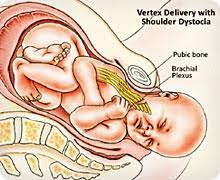 Vertex Delivery with
Shoulder Dystocia
Pubic bone
Brachial
Plexus